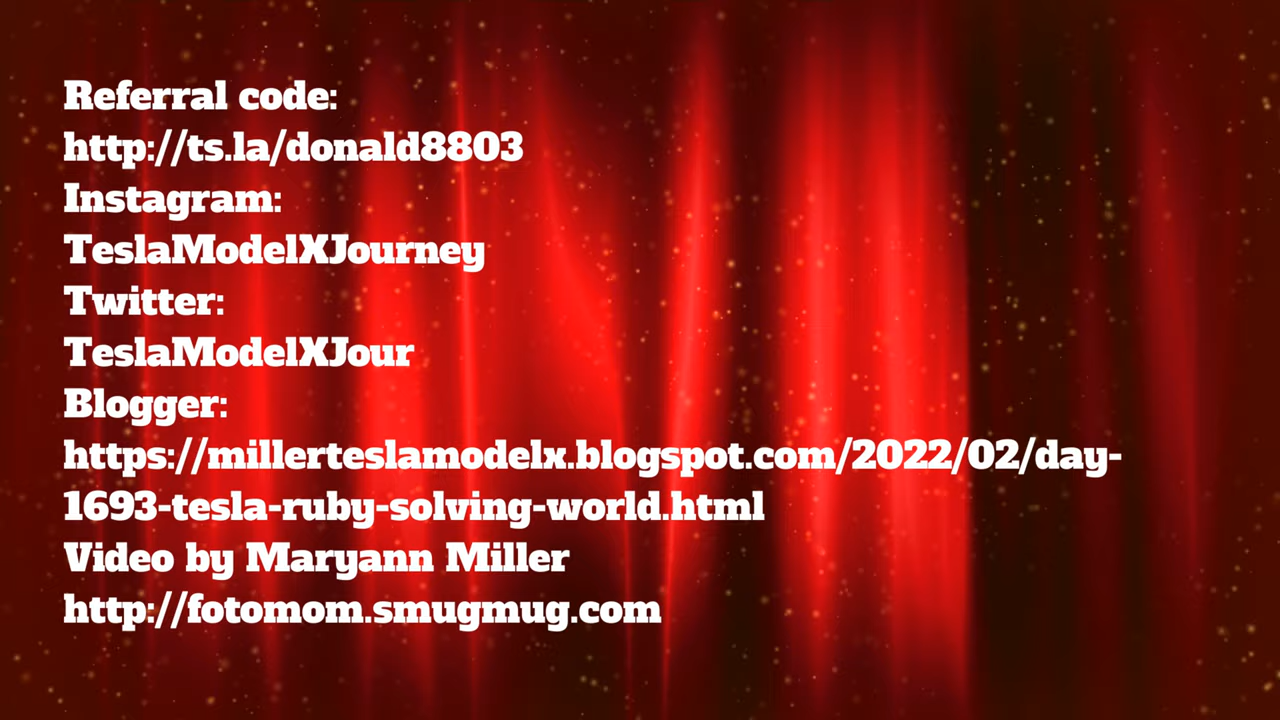 Referral code:
http://ts.la/donald8803
Instagram:
TeslaModelXJourney
Twitter:
TeslaModelXJour
Blogger:
https://millerteslamodelx.blogspot.com/2022/02/day-
1693-tesla-ruby-solving-world.html
Video by Maryann Miller
http://fotomom.smugmug.com